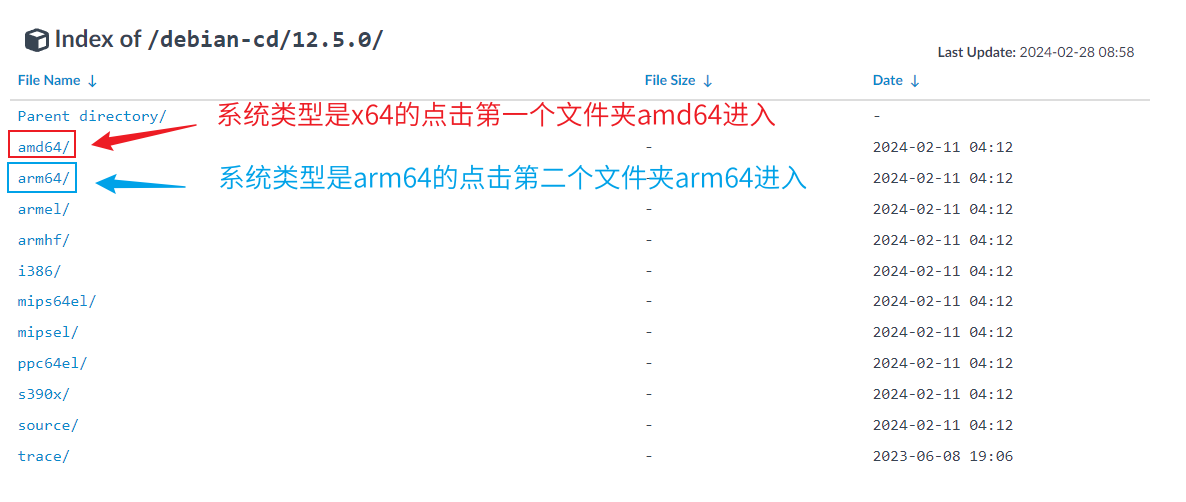 Index of /debian-cd/12.5.0/
Last Update: 2024-02-28 08:58
File Name ↓ File Size ↓ Date ↓
Parent directory/ -
系统类型是x64的点击第一个文件夹amd64进入
amd64/ - 2024-02-11 04:12
arm64/ - 2024-02-11 04:12
系统类型是arm64的点击第二个文件夹arm64进入
armel/ - 2024-02-11 04:12
armhf/ - 2024-02-11 04:12
i386/ - 2024-02-11 04:12
mips64el/ - 2024-02-11 04:12
mipsel/ - 2024-02-11 04:12
ppc64el/ - 2024-02-11 04:12
s390x/ - 2024-02-11 04:12
source/ - 2024-02-11 04:12
trace/ - 2023-06-08 19:06